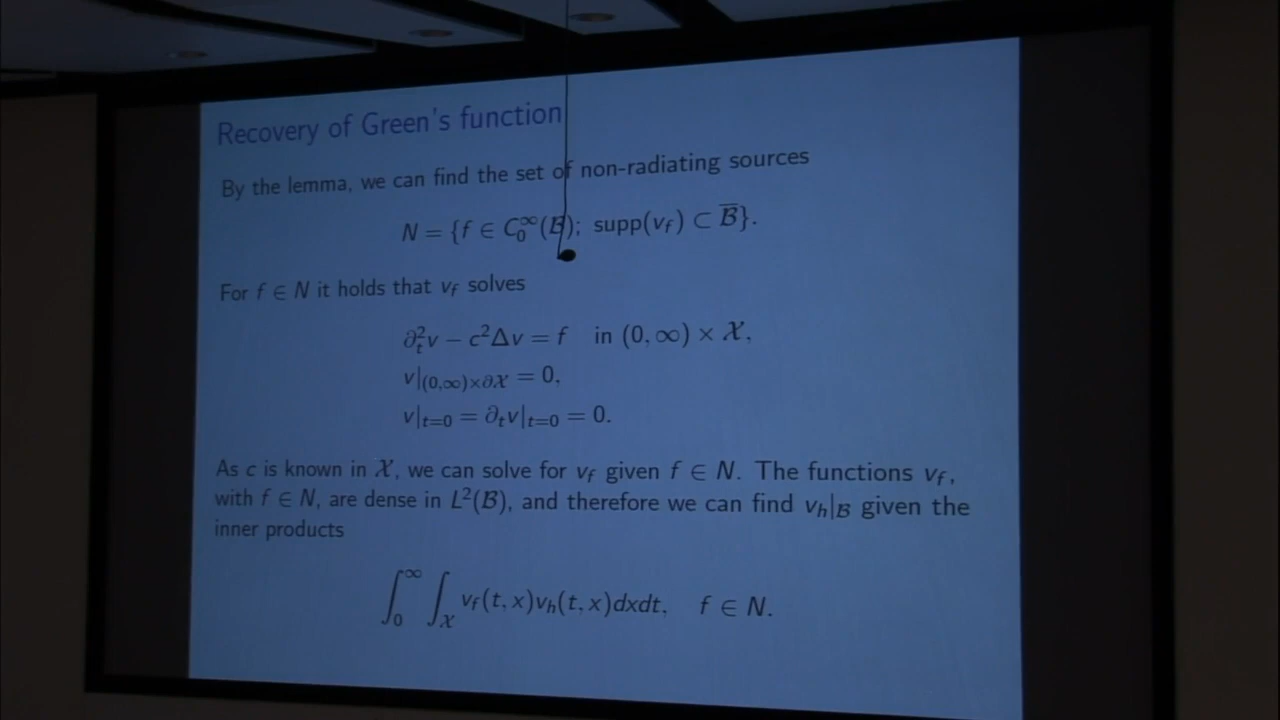 Recovery of Green's function
By the lemma, we can find the set of non-radiating sources
N = {f ∈ C₀^∞(ℬ); supp(v_f) ⊂ ℬ̅}.
For f ∈ N it holds that v_f solves
∂_t²v − c²Δv = f in (0, ∞) × 𝒳,
v|_{(0,∞)×∂𝒳} = 0,
v|_{t=0} = ∂_t v|_{t=0} = 0.
As c is known in 𝒳, we can solve for v_f given f ∈ N. The functions v_f,
with f ∈ N, are dense in L²(ℬ), and therefore we can find v_h|_ℬ given the
inner products
∫₀^∞ ∫_𝒳 v_f(t, x)v_h(t, x)dxdt, f ∈ N.